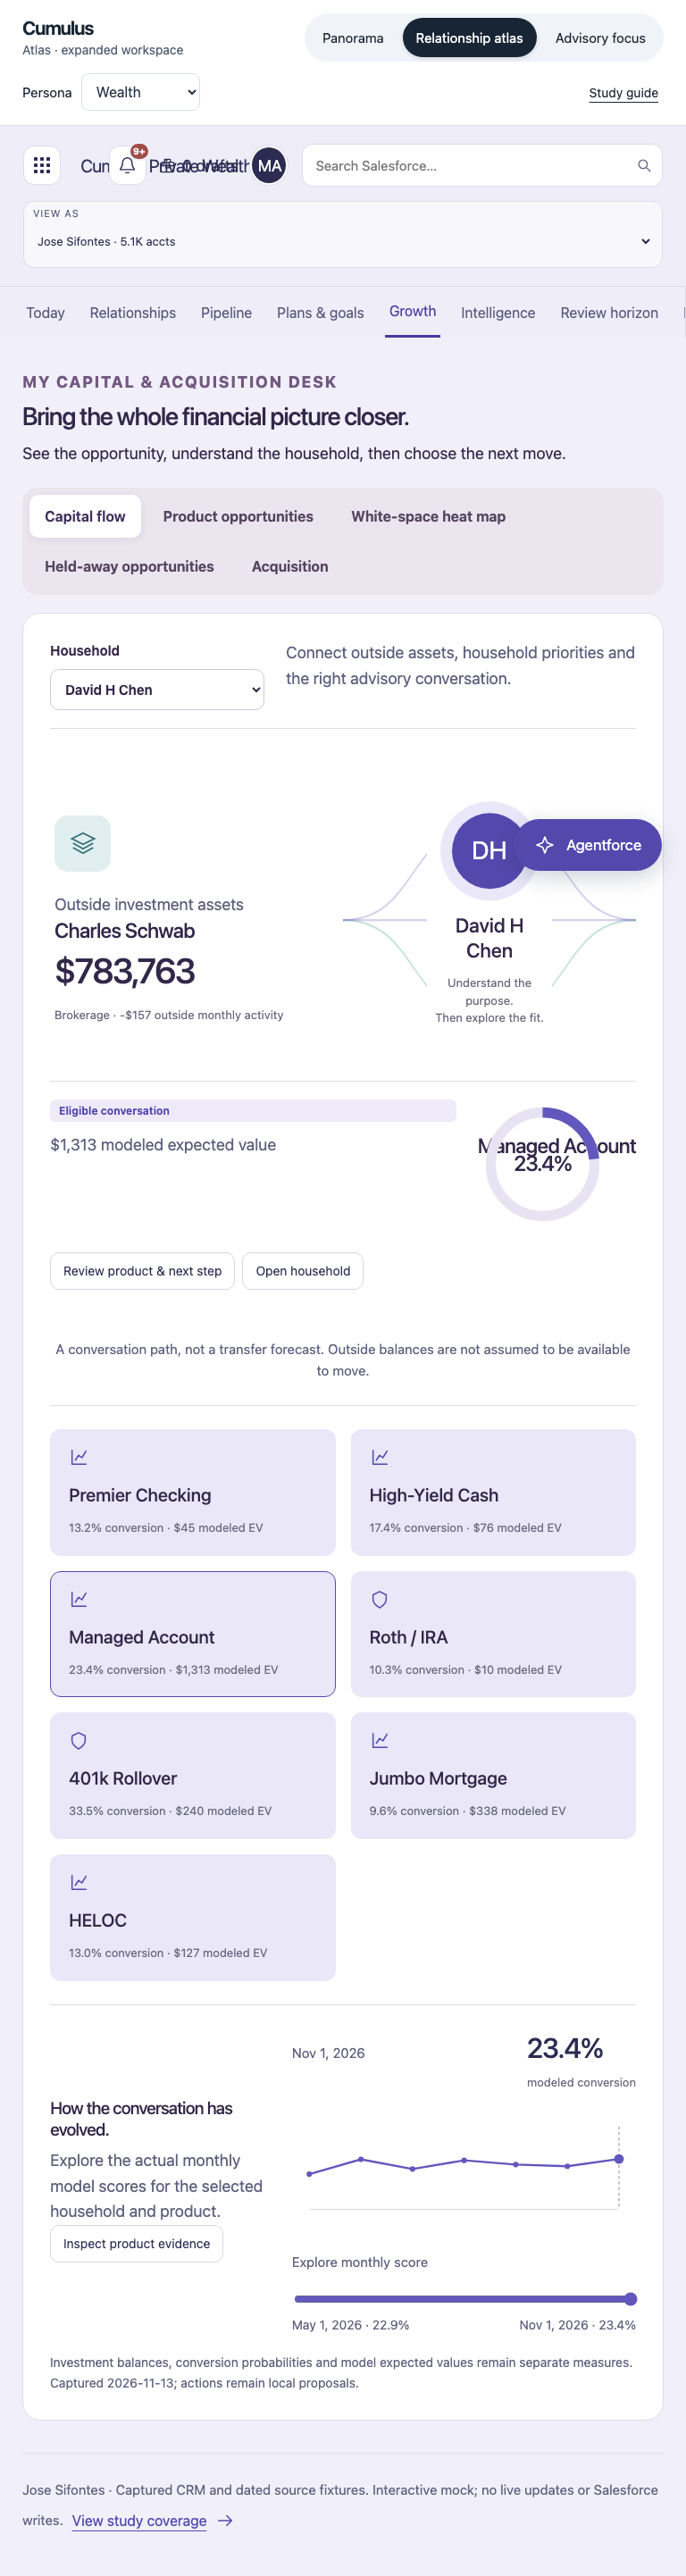 Cumulus
Atlas · expanded workspace
Panorama
Relationship atlas
Advisory focus
Persona
Wealth
Study guide
9+
MA
Search Salesforce...
VIEW AS
Jose Sifontes · 5.1K accts
Today
Relationships
Pipeline
Plans & goals
Growth
Intelligence
Review horizon
MY CAPITAL & ACQUISITION DESK
Bring the whole financial picture closer.
See the opportunity, understand the household, then choose the next move.
Capital flow
Product opportunities
White-space heat map
Held-away opportunities
Acquisition
Household
David H Chen
Connect outside assets, household priorities and
the right advisory conversation.
DH
Agentforce
Outside investment assets
Charles Schwab
$783,763
Brokerage · -$157 outside monthly activity
David H
Chen
Understand the
purpose.
Then explore the fit.
Eligible conversation
$1,313 modeled expected value
Managed Account
23.4%
Review product & next step
Open household
A conversation path, not a transfer forecast. Outside balances are not assumed to be available
to move.
Premier Checking
13.2% conversion · $45 modeled EV
High-Yield Cash
17.4% conversion · $76 modeled EV
Managed Account
23.4% conversion · $1,313 modeled EV
Roth / IRA
10.3% conversion · $10 modeled EV
401k Rollover
33.5% conversion · $240 modeled EV
Jumbo Mortgage
9.6% conversion · $338 modeled EV
HELOC
13.0% conversion · $127 modeled EV
Nov 1, 2026
23.4%
modeled conversion
How the conversation has
evolved.
Explore the actual monthly
model scores for the selected
household and product.
Inspect product evidence
Explore monthly score
May 1, 2026 · 22.9%
Nov 1, 2026 · 23.4%
Investment balances, conversion probabilities and model expected values remain separate measures.
Captured 2026-11-13; actions remain local proposals.
Jose Sifontes · Captured CRM and dated source fixtures. Interactive mock; no live updates or Salesforce
writes. View study coverage →